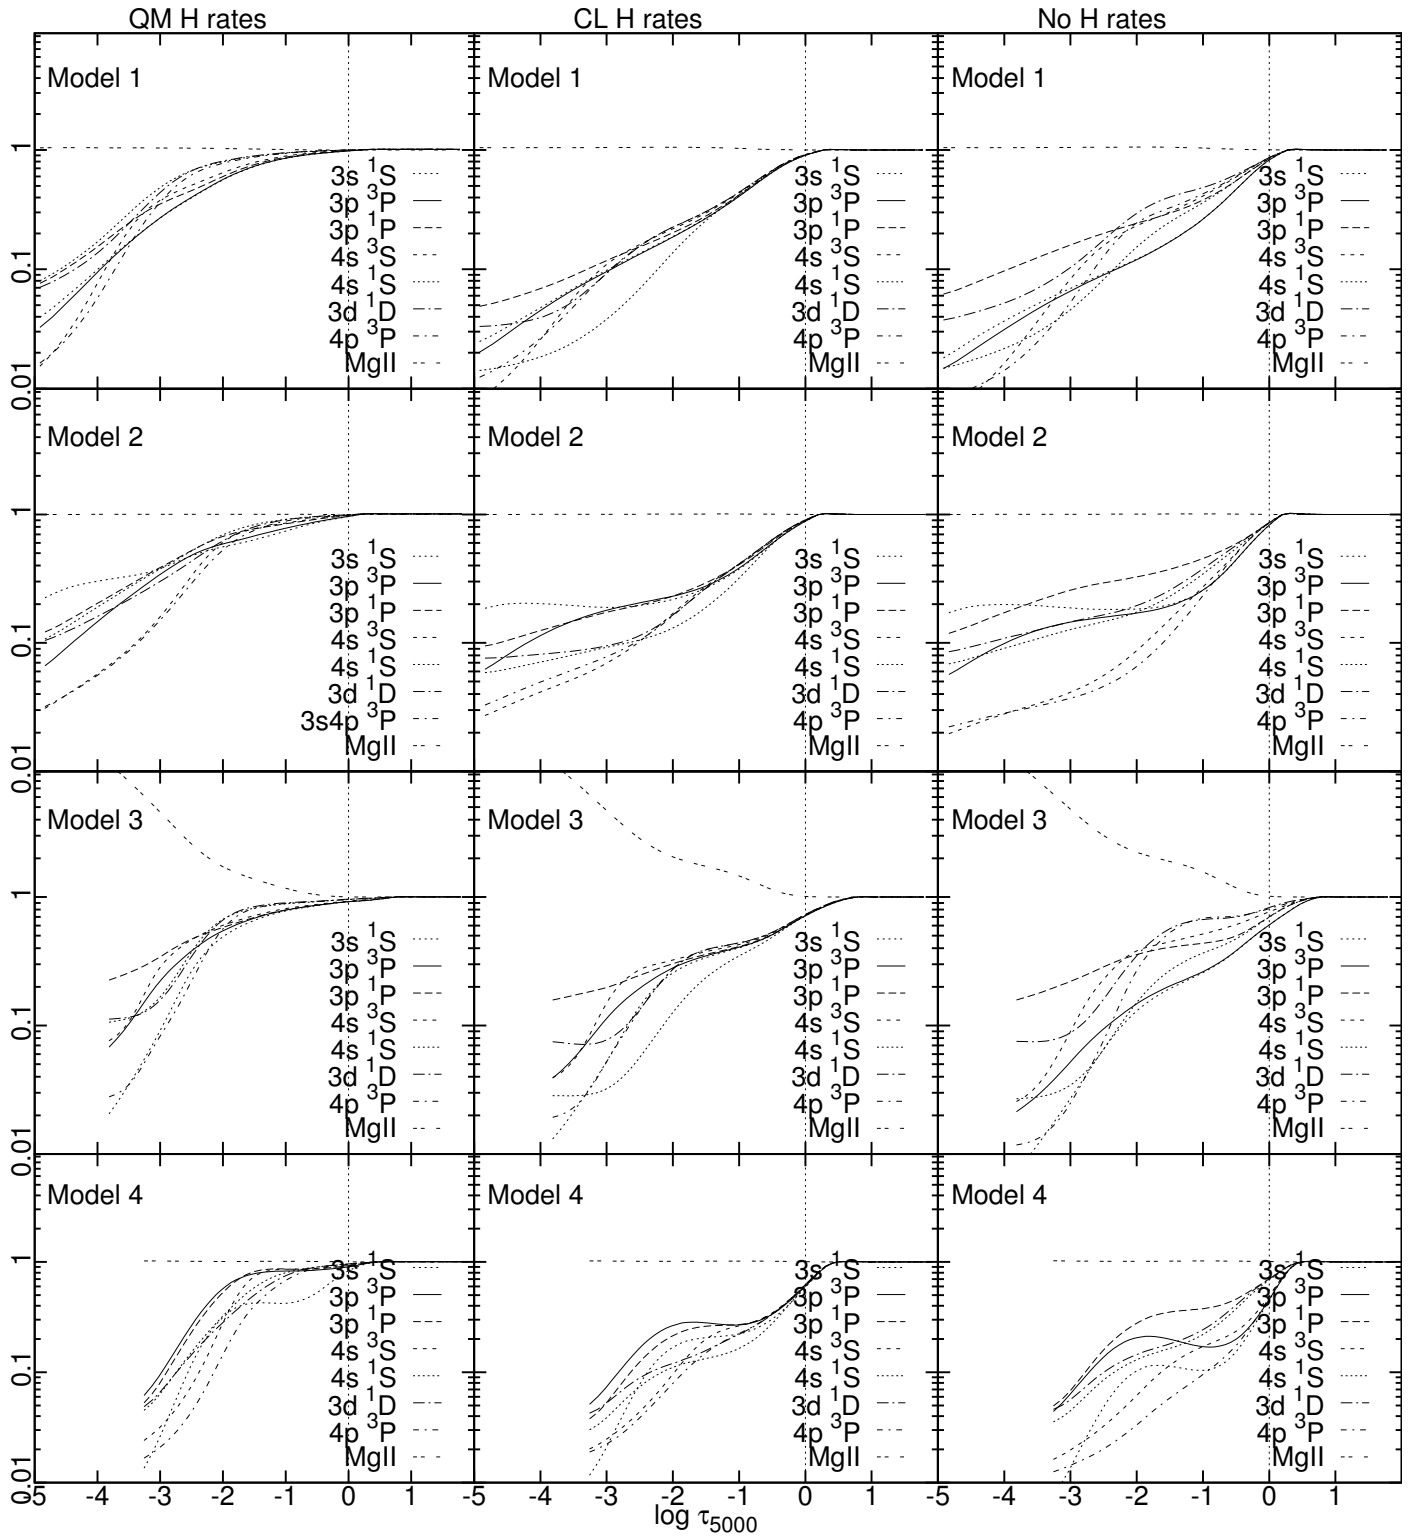 QM H rates CL H rates No H rates
Model 1 Model 1 Model 1
1
3s ¹S 3s ¹S 3s ¹S
3p ³P 3p ³P 3p ³P
3p ¹P 3p ¹P 3p ¹P
4s ³S 4s ³S 4s ³S
0.1
4s ¹S 4s ¹S 4s ¹S
3d ¹D 3d ¹D 3d ¹D
4p ³P 4p ³P 4p ³P
MgII MgII MgII
0.01
Model 2 Model 2 Model 2
1
3s ¹S 3s ¹S 3s ¹S
3p ³P 3p ³P 3p ³P
3p ¹P 3p ¹P 3p ¹P
4s ³S 4s ³S 4s ³S
0.1
4s ¹S 4s ¹S 4s ¹S
3d ¹D 3d ¹D 3d ¹D
3s4p ³P 4p ³P 4p ³P
MgII MgII MgII
0.01
Model 3 Model 3 Model 3
1
3s ¹S 3s ¹S 3s ¹S
3p ³P 3p ³P 3p ³P
3p ¹P 3p ¹P 3p ¹P
4s ³S 4s ³S 4s ³S
0.1
4s ¹S 4s ¹S 4s ¹S
3d ¹D 3d ¹D 3d ¹D
4p ³P 4p ³P 4p ³P
MgII MgII MgII
0.01
Model 4 Model 4 Model 4
1
3s ¹S 3s ¹S 3s ¹S
3p ³P 3p ³P 3p ³P
3p ¹P 3p ¹P 3p ¹P
4s ³S 4s ³S 4s ³S
0.1
4s ¹S 4s ¹S 4s ¹S
3d ¹D 3d ¹D 3d ¹D
4p ³P 4p ³P 4p ³P
MgII MgII MgII
0.01
-5 -4 -3 -2 -1 0 1 -5 -4 -3 -2 -1 0 1 -5 -4 -3 -2 -1 0 1
log τ₅₀₀₀